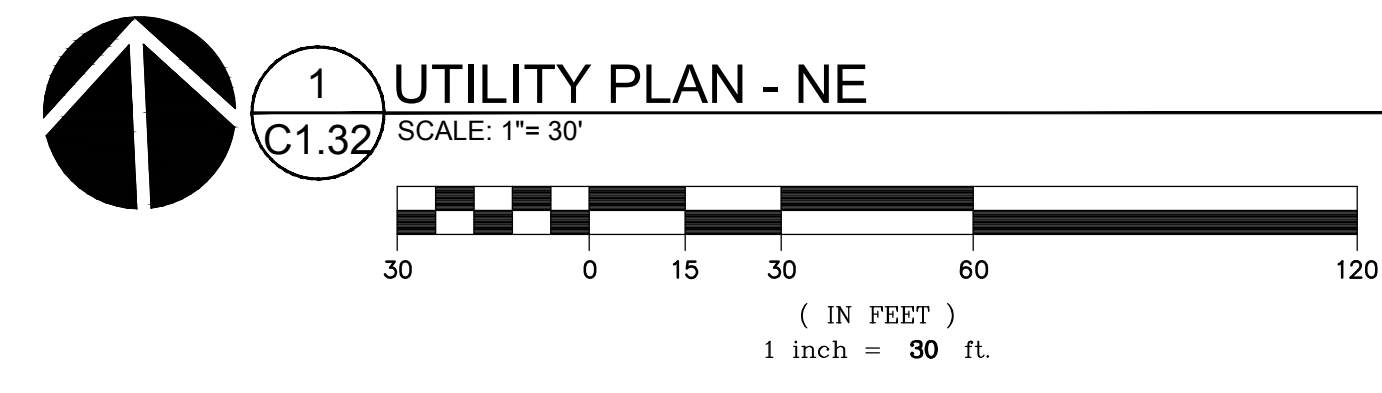 1
C1.32
UTILITY PLAN - NE
SCALE: 1"= 30'
30 0 15 30 60 120
( IN FEET )
1 inch = 30 ft.